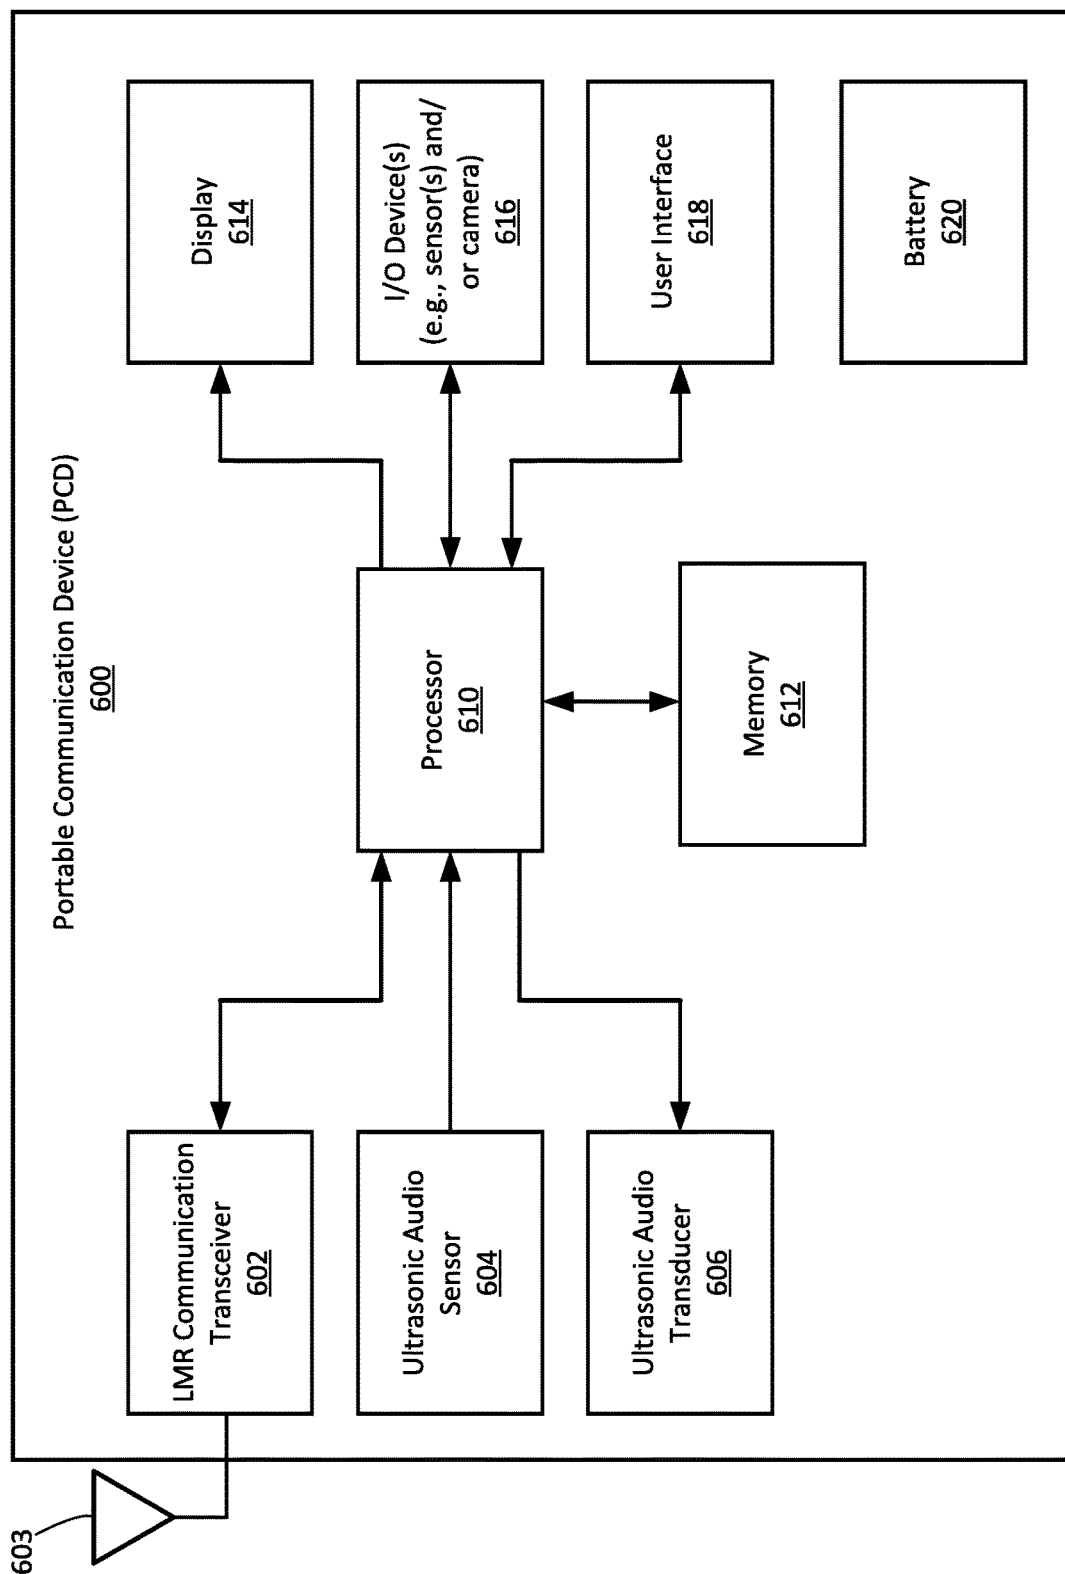 Portable Communication Device (PCD)
600
603
LMR Communication
Transceiver
602
Ultrasonic Audio
Sensor
604
Ultrasonic Audio
Transducer
606
Processor
610
Memory
612
Display
614
I/O Device(s)
(e.g., sensor(s) and/
or camera)
616
User Interface
618
Battery
620